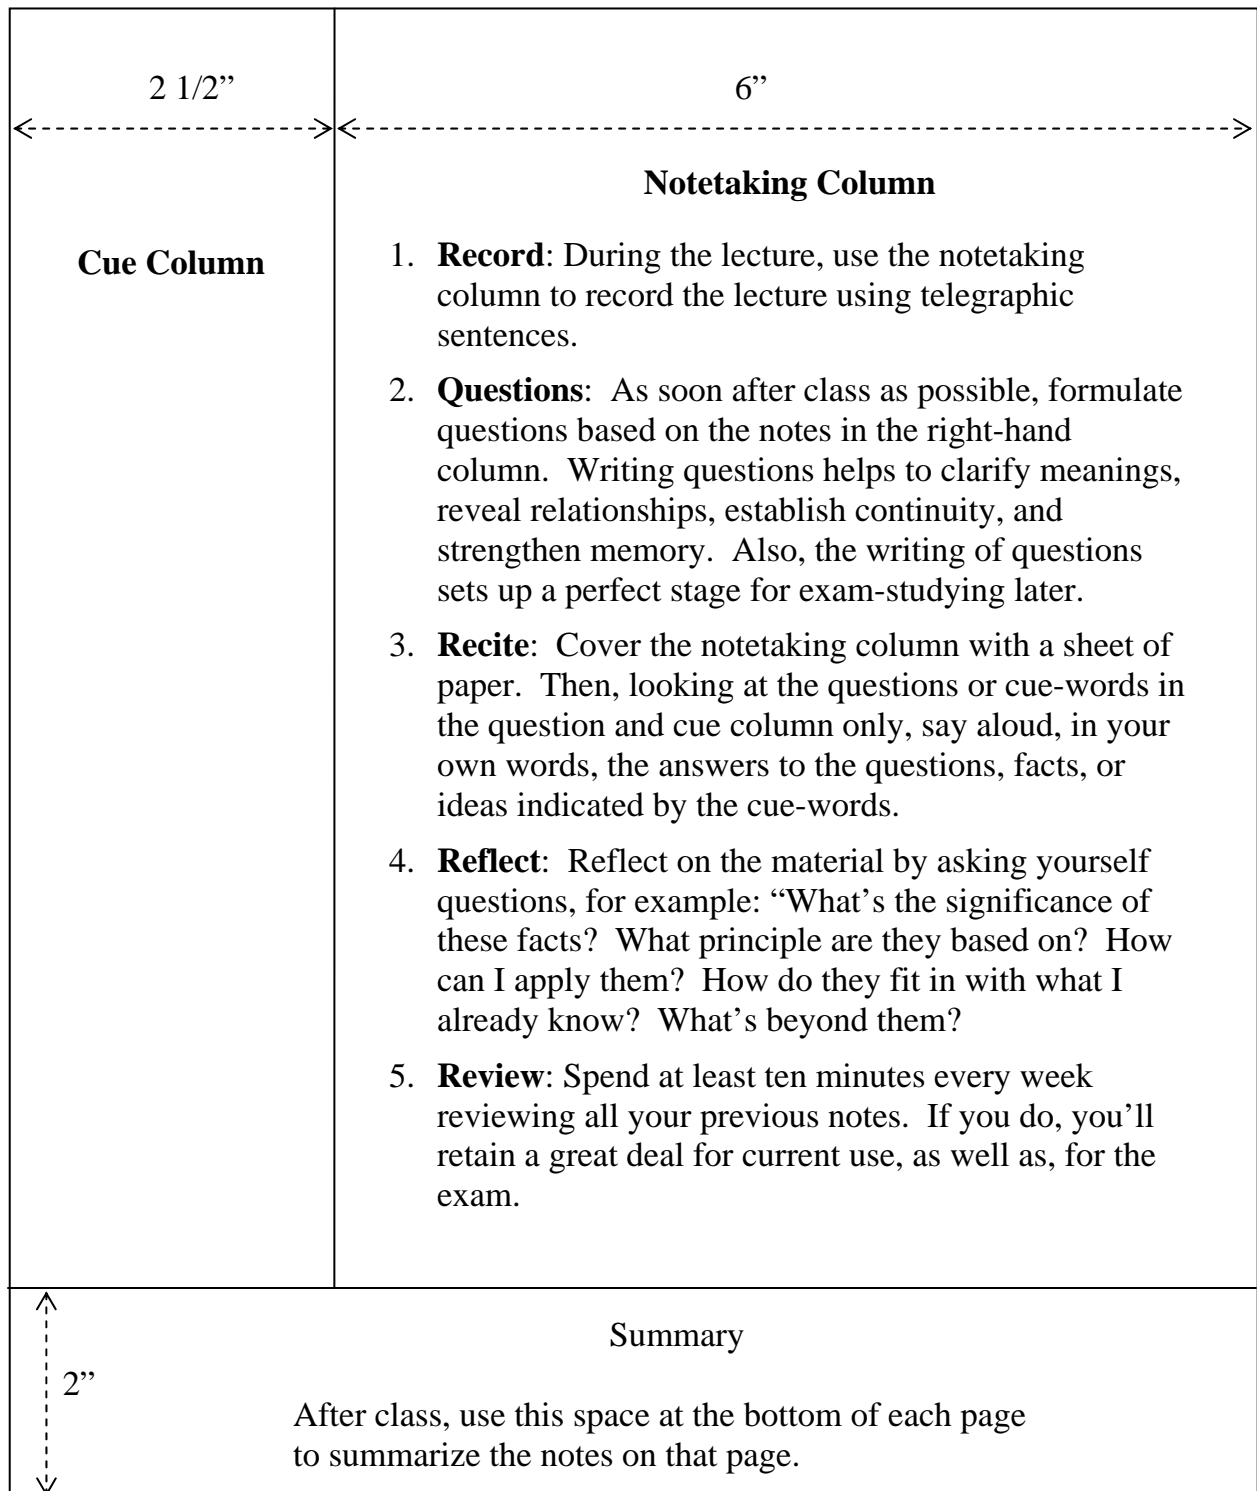 2 1/2” 6”
Notetaking Column
Cue Column
1. Record: During the lecture, use the notetaking
column to record the lecture using telegraphic
sentences.
2. Questions: As soon after class as possible, formulate
questions based on the notes in the right-hand
column. Writing questions helps to clarify meanings,
reveal relationships, establish continuity, and
strengthen memory. Also, the writing of questions
sets up a perfect stage for exam-studying later.
3. Recite: Cover the notetaking column with a sheet of
paper. Then, looking at the questions or cue-words in
the question and cue column only, say aloud, in your
own words, the answers to the questions, facts, or
ideas indicated by the cue-words.
4. Reflect: Reflect on the material by asking yourself
questions, for example: “What’s the significance of
these facts? What principle are they based on? How
can I apply them? How do they fit in with what I
already know? What’s beyond them?
5. Review: Spend at least ten minutes every week
reviewing all your previous notes. If you do, you’ll
retain a great deal for current use, as well as, for the
exam.
Summary
2”
After class, use this space at the bottom of each page
to summarize the notes on that page.